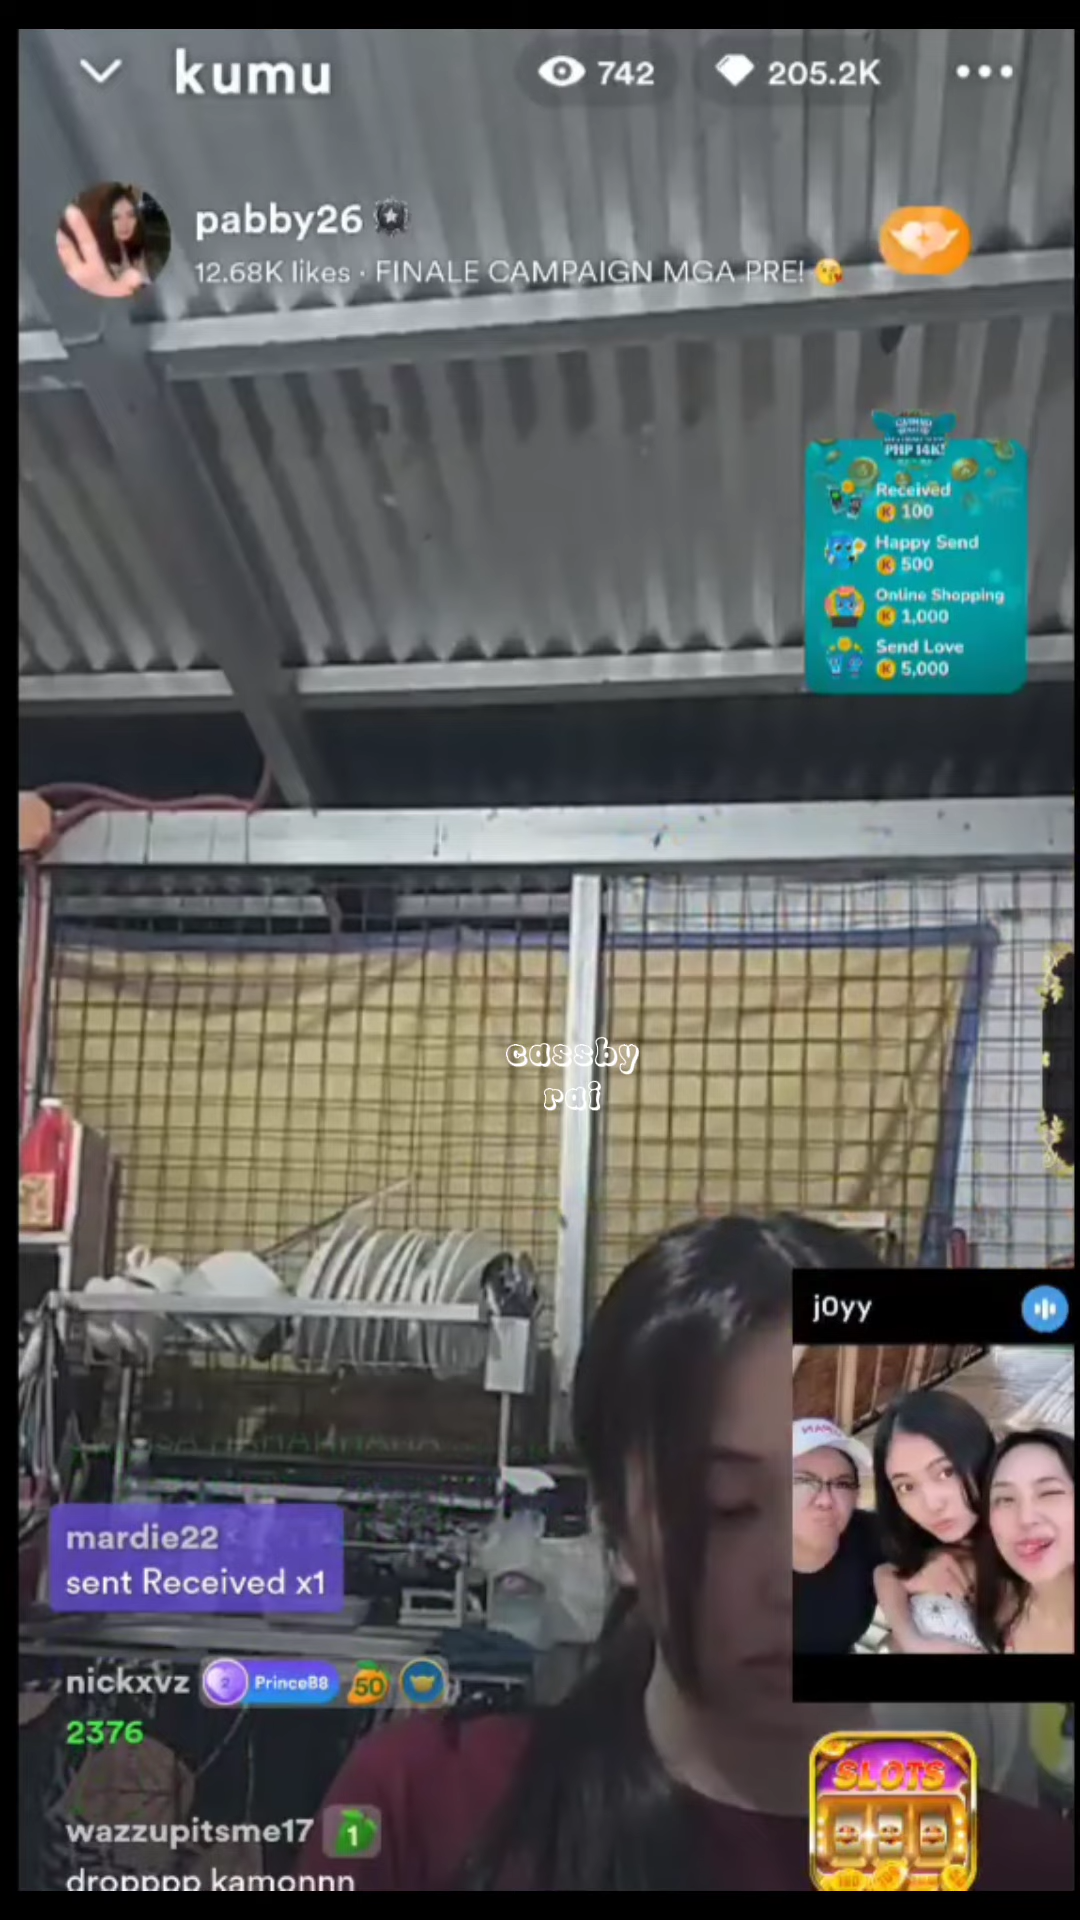 kumu
742
205.2K
pabby26
12.68K likes · FINALE CAMPAIGN MGA PRE! 😘
PHP 14K!
Received
100
Happy Send
500
Online Shopping
1,000
Send Love
5,000
cassby
rai
j0yy
mardie22
sent Received x1
nickxvz
Prince88
50
2376
wazzupitsme17
1
dropppp kamonnn
SLOTS